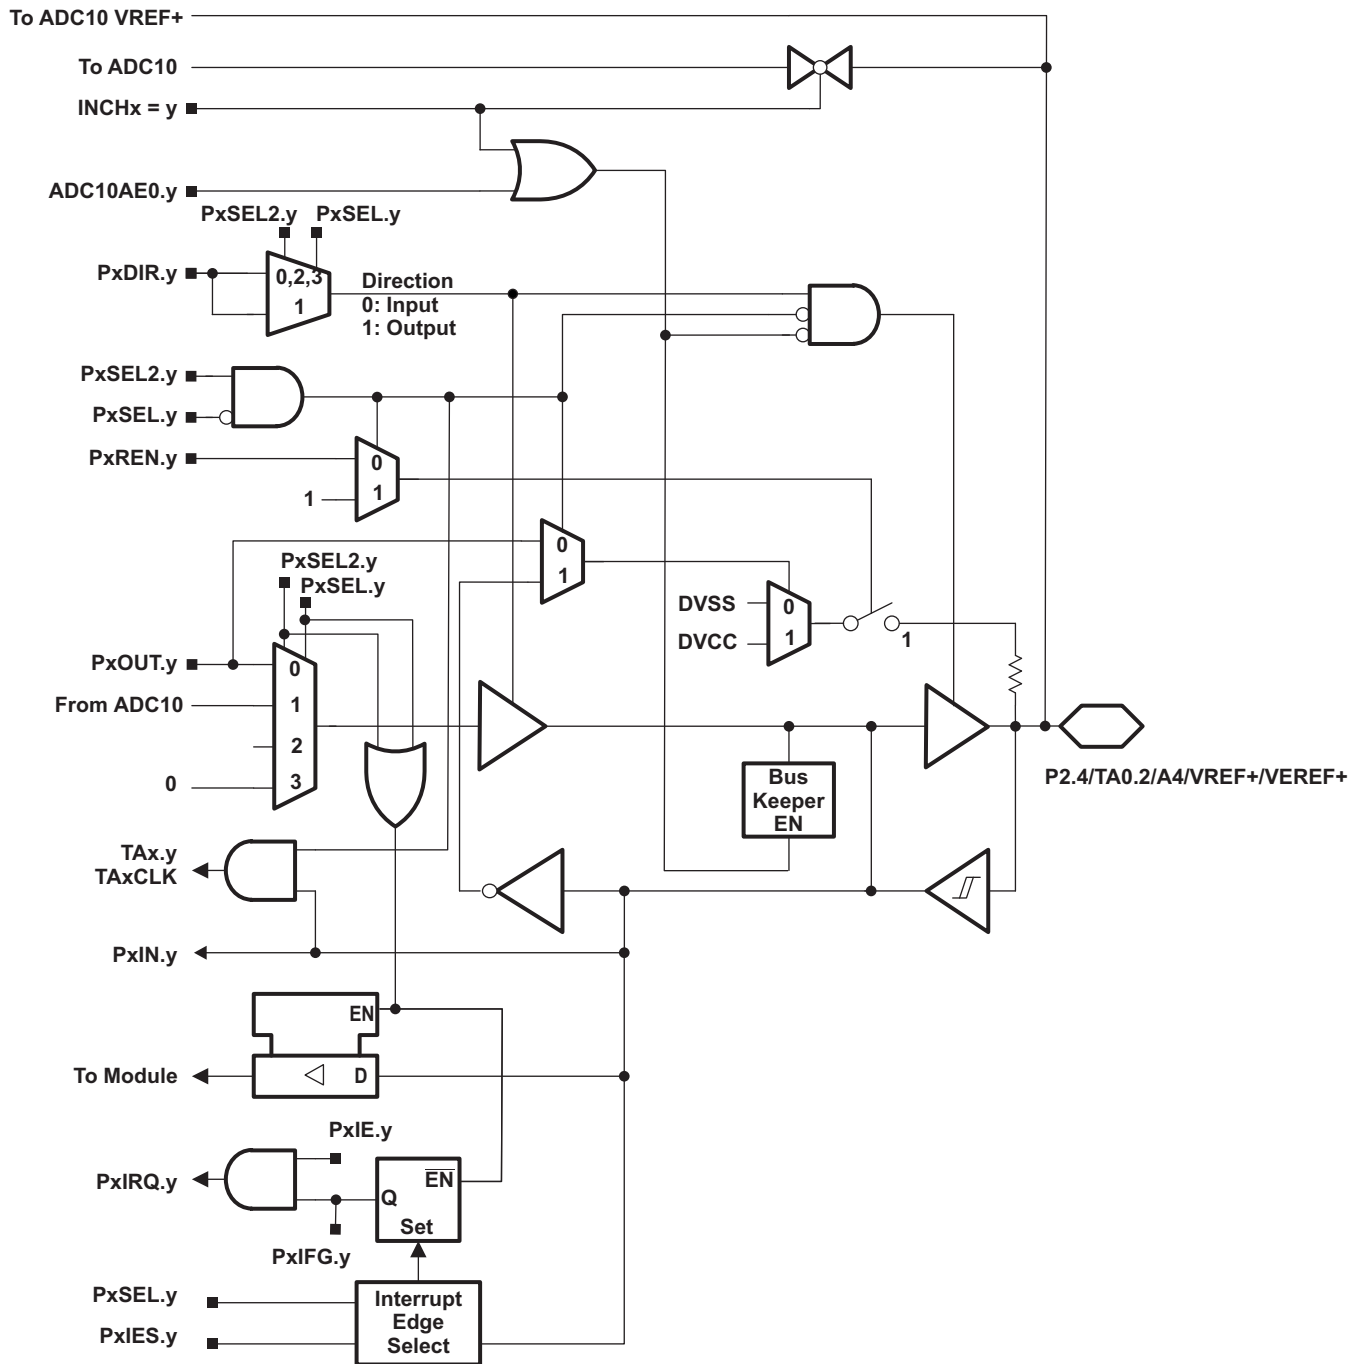 To ADC10 VREF+
To ADC10
INCHx = y
ADC10AE0.y
PxSEL2.y PxSEL.y
PxDIR.y
0,2,3
1
Direction
0: Input
1: Output
PxSEL2.y
PxSEL.y
PxREN.y
0
1
1
0
1
PxSEL2.y
PxSEL.y
DVSS
DVCC
0
1
1
PxOUT.y
From ADC10
0
0
1
2
3
Bus
Keeper
EN
P2.4/TA0.2/A4/VREF+/VEREF+
TAx.y
TAxCLK
PxIN.y
EN
To Module
D
PxIE.y
PxIRQ.y
EN
Q
Set
PxIFG.y
PxSEL.y
PxIES.y
Interrupt
Edge
Select